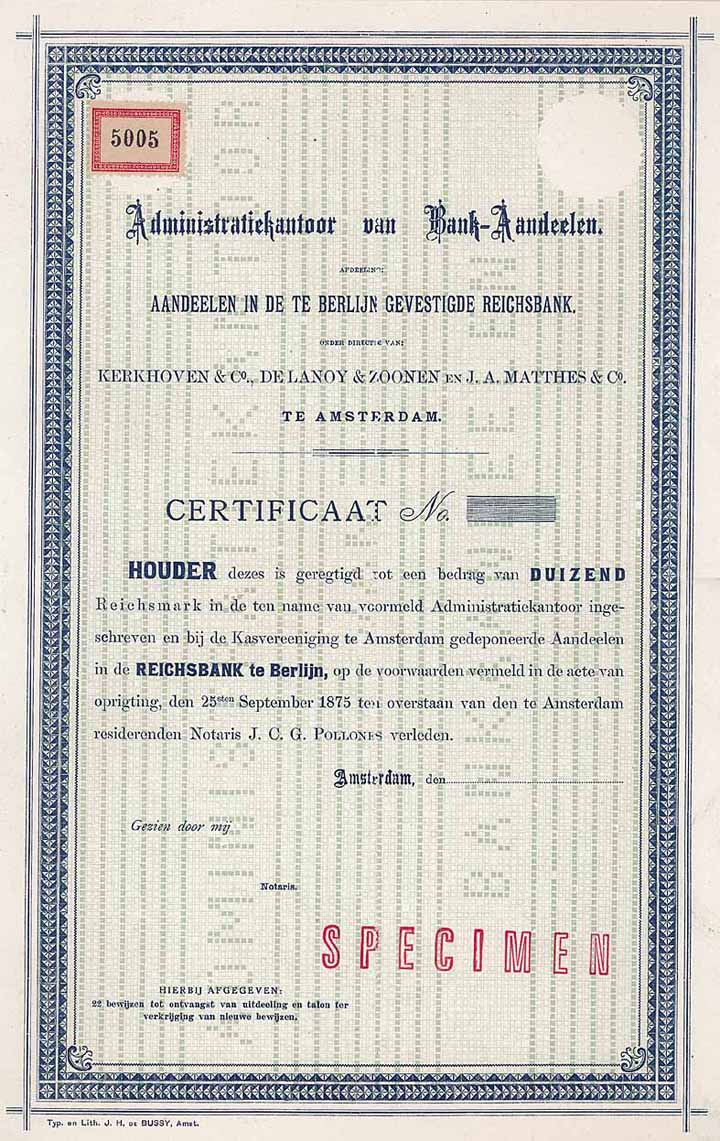 5005
Administratiekantoor van Bank-Aandeelen.
AFDEELING:
AANDEELEN IN DE TE BERLIJN GEVESTIGDE REICHSBANK,
ONDER DIRECTIE VAN:
KERKHOVEN & Co., DE LANOY & ZOONEN EN J. A. MATTHES & Co.
TE AMSTERDAM.
CERTIFICAAT No.
HOUDER dezes is geregtigd tot een bedrag van DUIZEND
Reichsmark in de ten name van voormeld Administratiekantoor inge-
schreven en bij de Kasvereeniging te Amsterdam gedeponeerde Aandeelen
in de REICHSBANK te Berlijn, op de voorwaarden vermeld in de acte van
oprigting, den 25sten September 1875 ten overstaan van den te Amsterdam
residerenden Notaris J. C. G. POLLONES verleden.
Amsterdam, den
Gezien door mij
Notaris.
SPECIMEN
HIERBIJ AFGEGEVEN:
22 bewijzen tot ontvangst van uitdeeling en talon ter
verkrijging van nieuwe bewijzen.
Typ. en Lith. J. H. DE BUSSY, Amst.